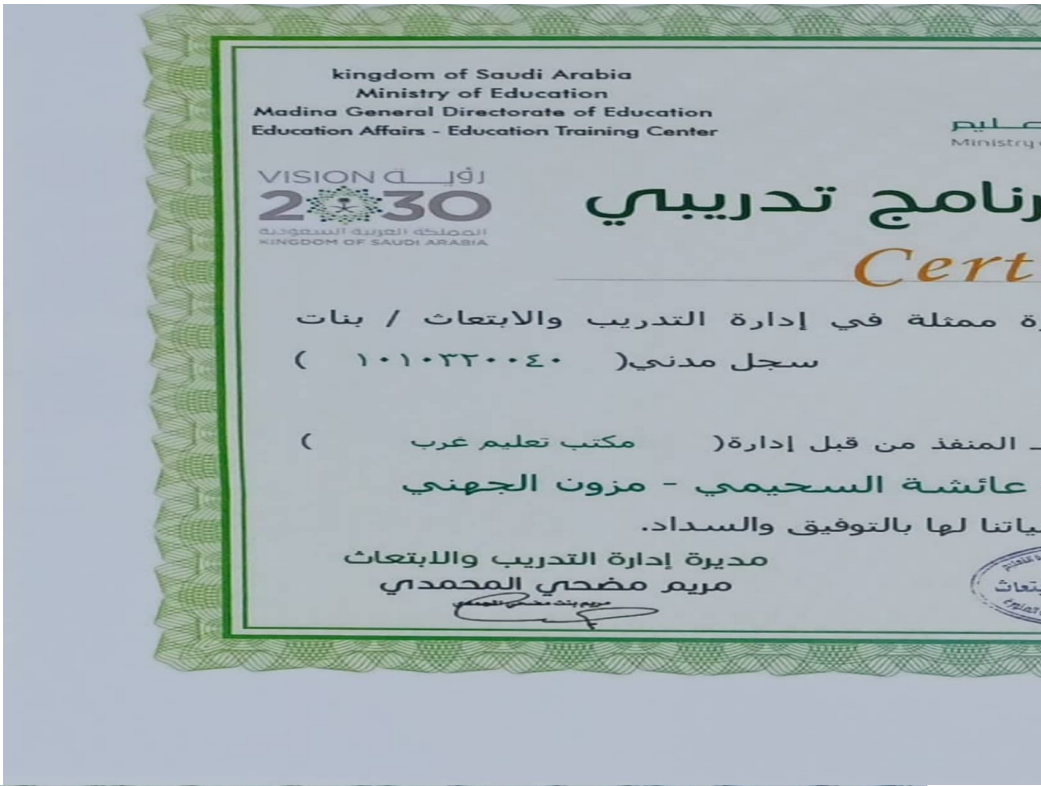 kingdom of Saudi Arabia
Ministry of Education
Madina General Directorate of Education
Education Affairs - Education Training Center
Ministry
VISION رؤيــة
2030
المملكة العربية السعودية
KINGDOM OF SAUDI ARABIA
رنامج تدريبي
Cert
ة ممثلة في إدارة التدريب والابتعاث / بنات
سجل مدني( ١٠١٠٣٢٠٠٤٠ )
المنفذ من قبل إدارة( مكتب تعليم غرب )
عائشة السحيمي - مزون الجهني
ياتنا لها بالتوفيق والسداد.
مديرة إدارة التدريب والابتعاث
مريم مضحي المحمدي